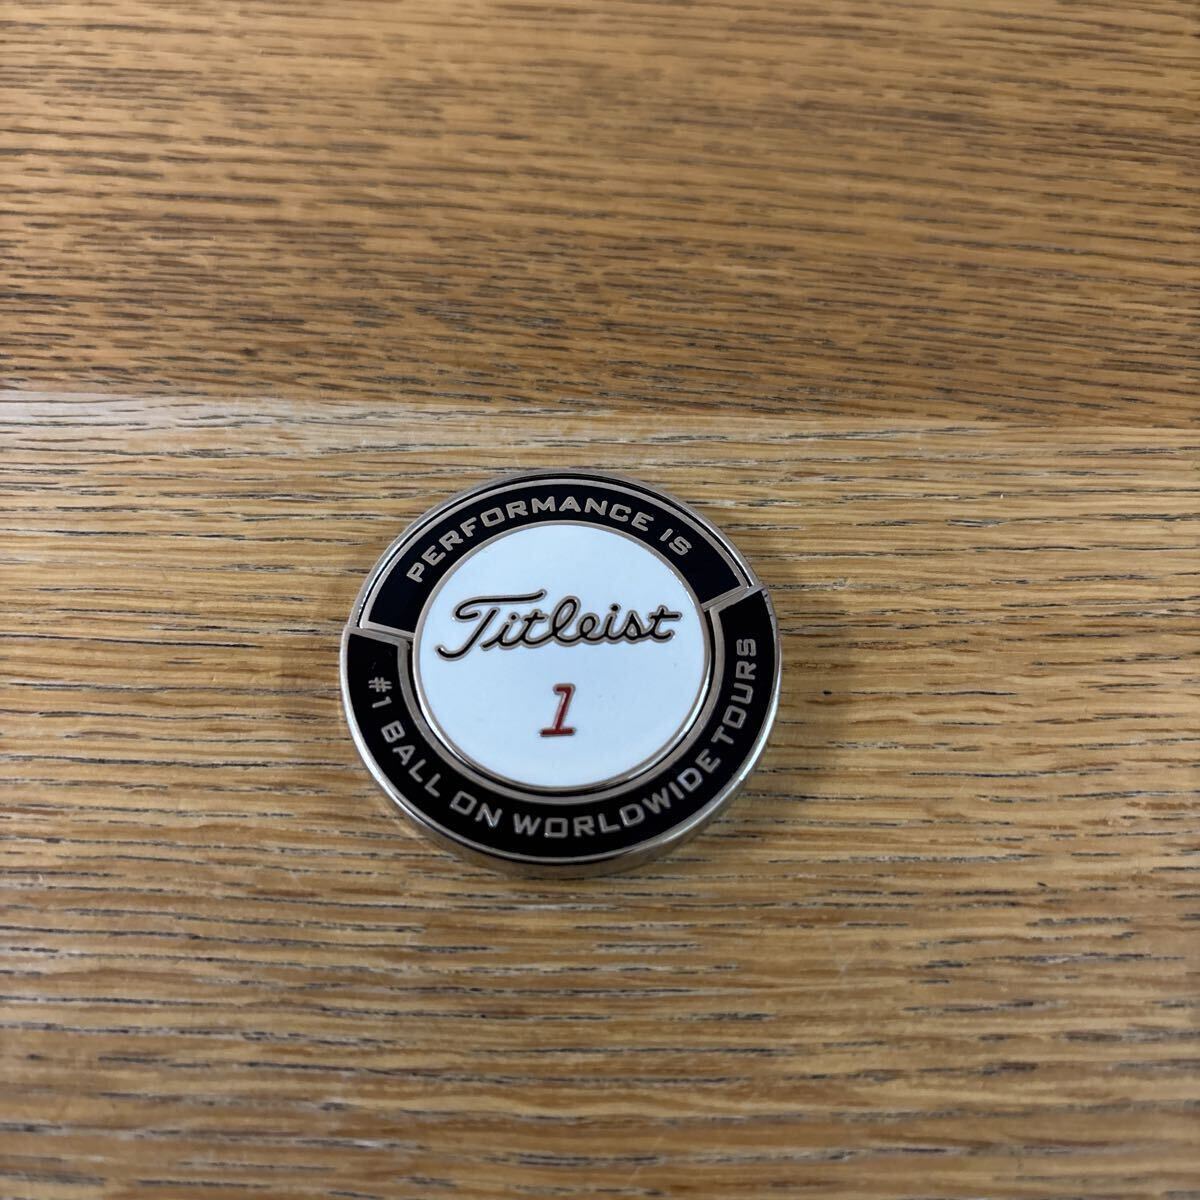 PERFORMANCE IS
Titleist
1
#1 BALL ON WORLDWIDE TOURS